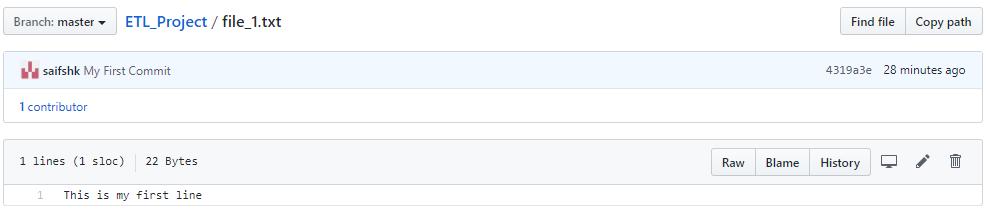 Branch: master ETL_Project / file_1.txt Find file Copy path
saifshk My First Commit 4319a3e 28 minutes ago
1 contributor
1 lines (1 sloc) 22 Bytes Raw Blame History
1 This is my first line